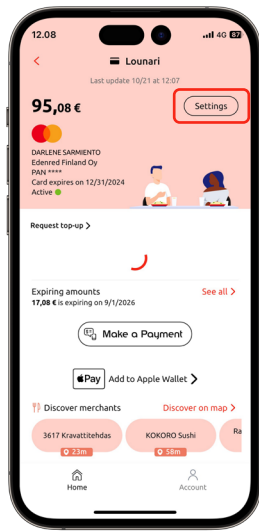 12.08
4G 87
Lounari
Last update 10/21 at 12:07
95,08 €
Settings
DARLENE SARMIENTO
Edenred Finland Oy
PAN ****
Card expires on 12/31/2024
Active
Request top-up >
Expiring amounts
See all >
17,08 € is expiring on 9/1/2026
Make a Payment
Pay Add to Apple Wallet >
Discover merchants
Discover on map >
3617 Kravattitehdas
KOKORO Sushi
Ra
23m
58m
Home
Account